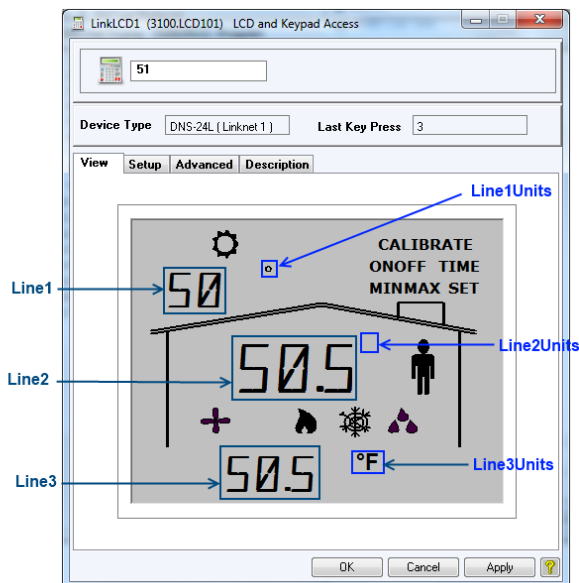 LinkLCD1 (3100.LCD101) LCD and Keypad Access
51
Device Type DNS-24L ( Linknet 1 ) Last Key Press 3
View Setup Advanced Description
Line1Units
CALIBRATE
ONOFF TIME
MINMAX SET
Line1
50
Line2Units
Line2
50.5
°F
Line3Units
Line3
50.5
OK Cancel Apply ?